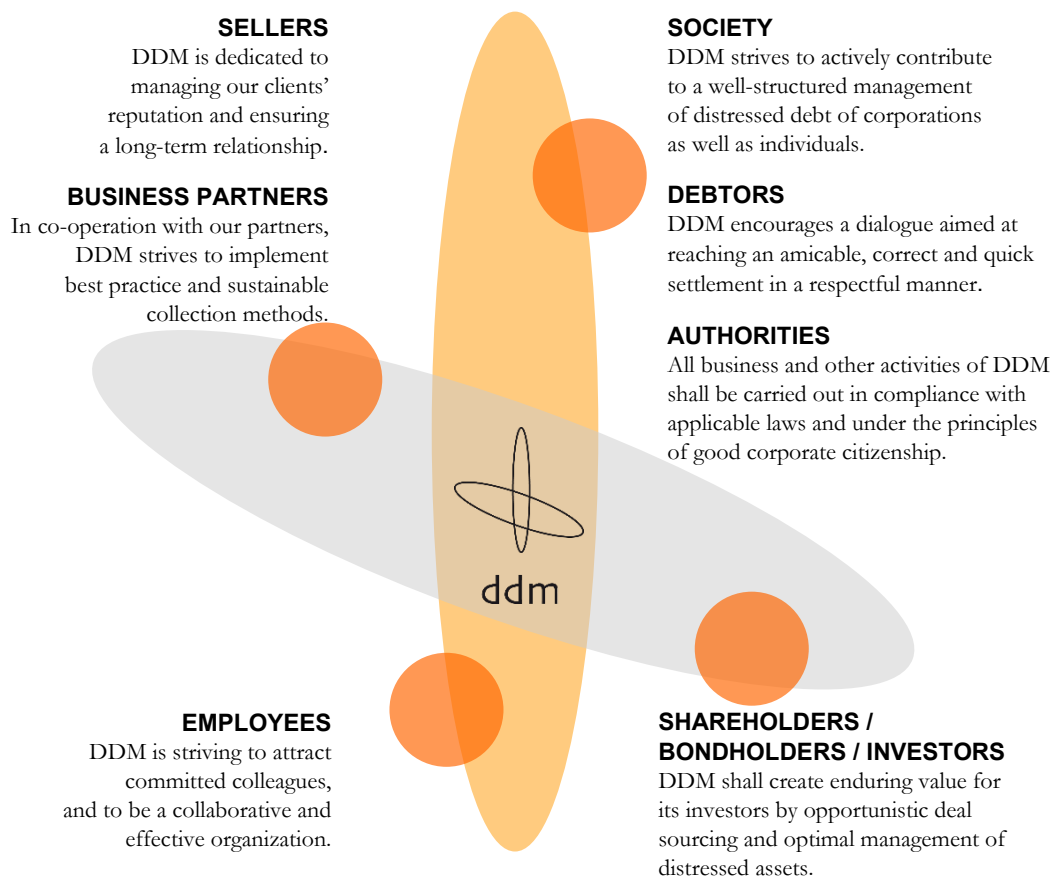 SELLERS
DDM is dedicated to
managing our clients’
reputation and ensuring
a long-term relationship.
BUSINESS PARTNERS
In co-operation with our partners,
DDM strives to implement
best practice and sustainable
collection methods.
SOCIETY
DDM strives to actively contribute
to a well-structured management
of distressed debt of corporations
as well as individuals.
DEBTORS
DDM encourages a dialogue aimed at
reaching an amicable, correct and quick
settlement in a respectful manner.
AUTHORITIES
All business and other activities of DDM
shall be carried out in compliance with
applicable laws and under the principles
of good corporate citizenship.
ddm
EMPLOYEES
DDM is striving to attract
committed colleagues,
and to be a collaborative and
effective organization.
SHAREHOLDERS /
BONDHOLDERS / INVESTORS
DDM shall create enduring value for
its investors by opportunistic deal
sourcing and optimal management of
distressed assets.